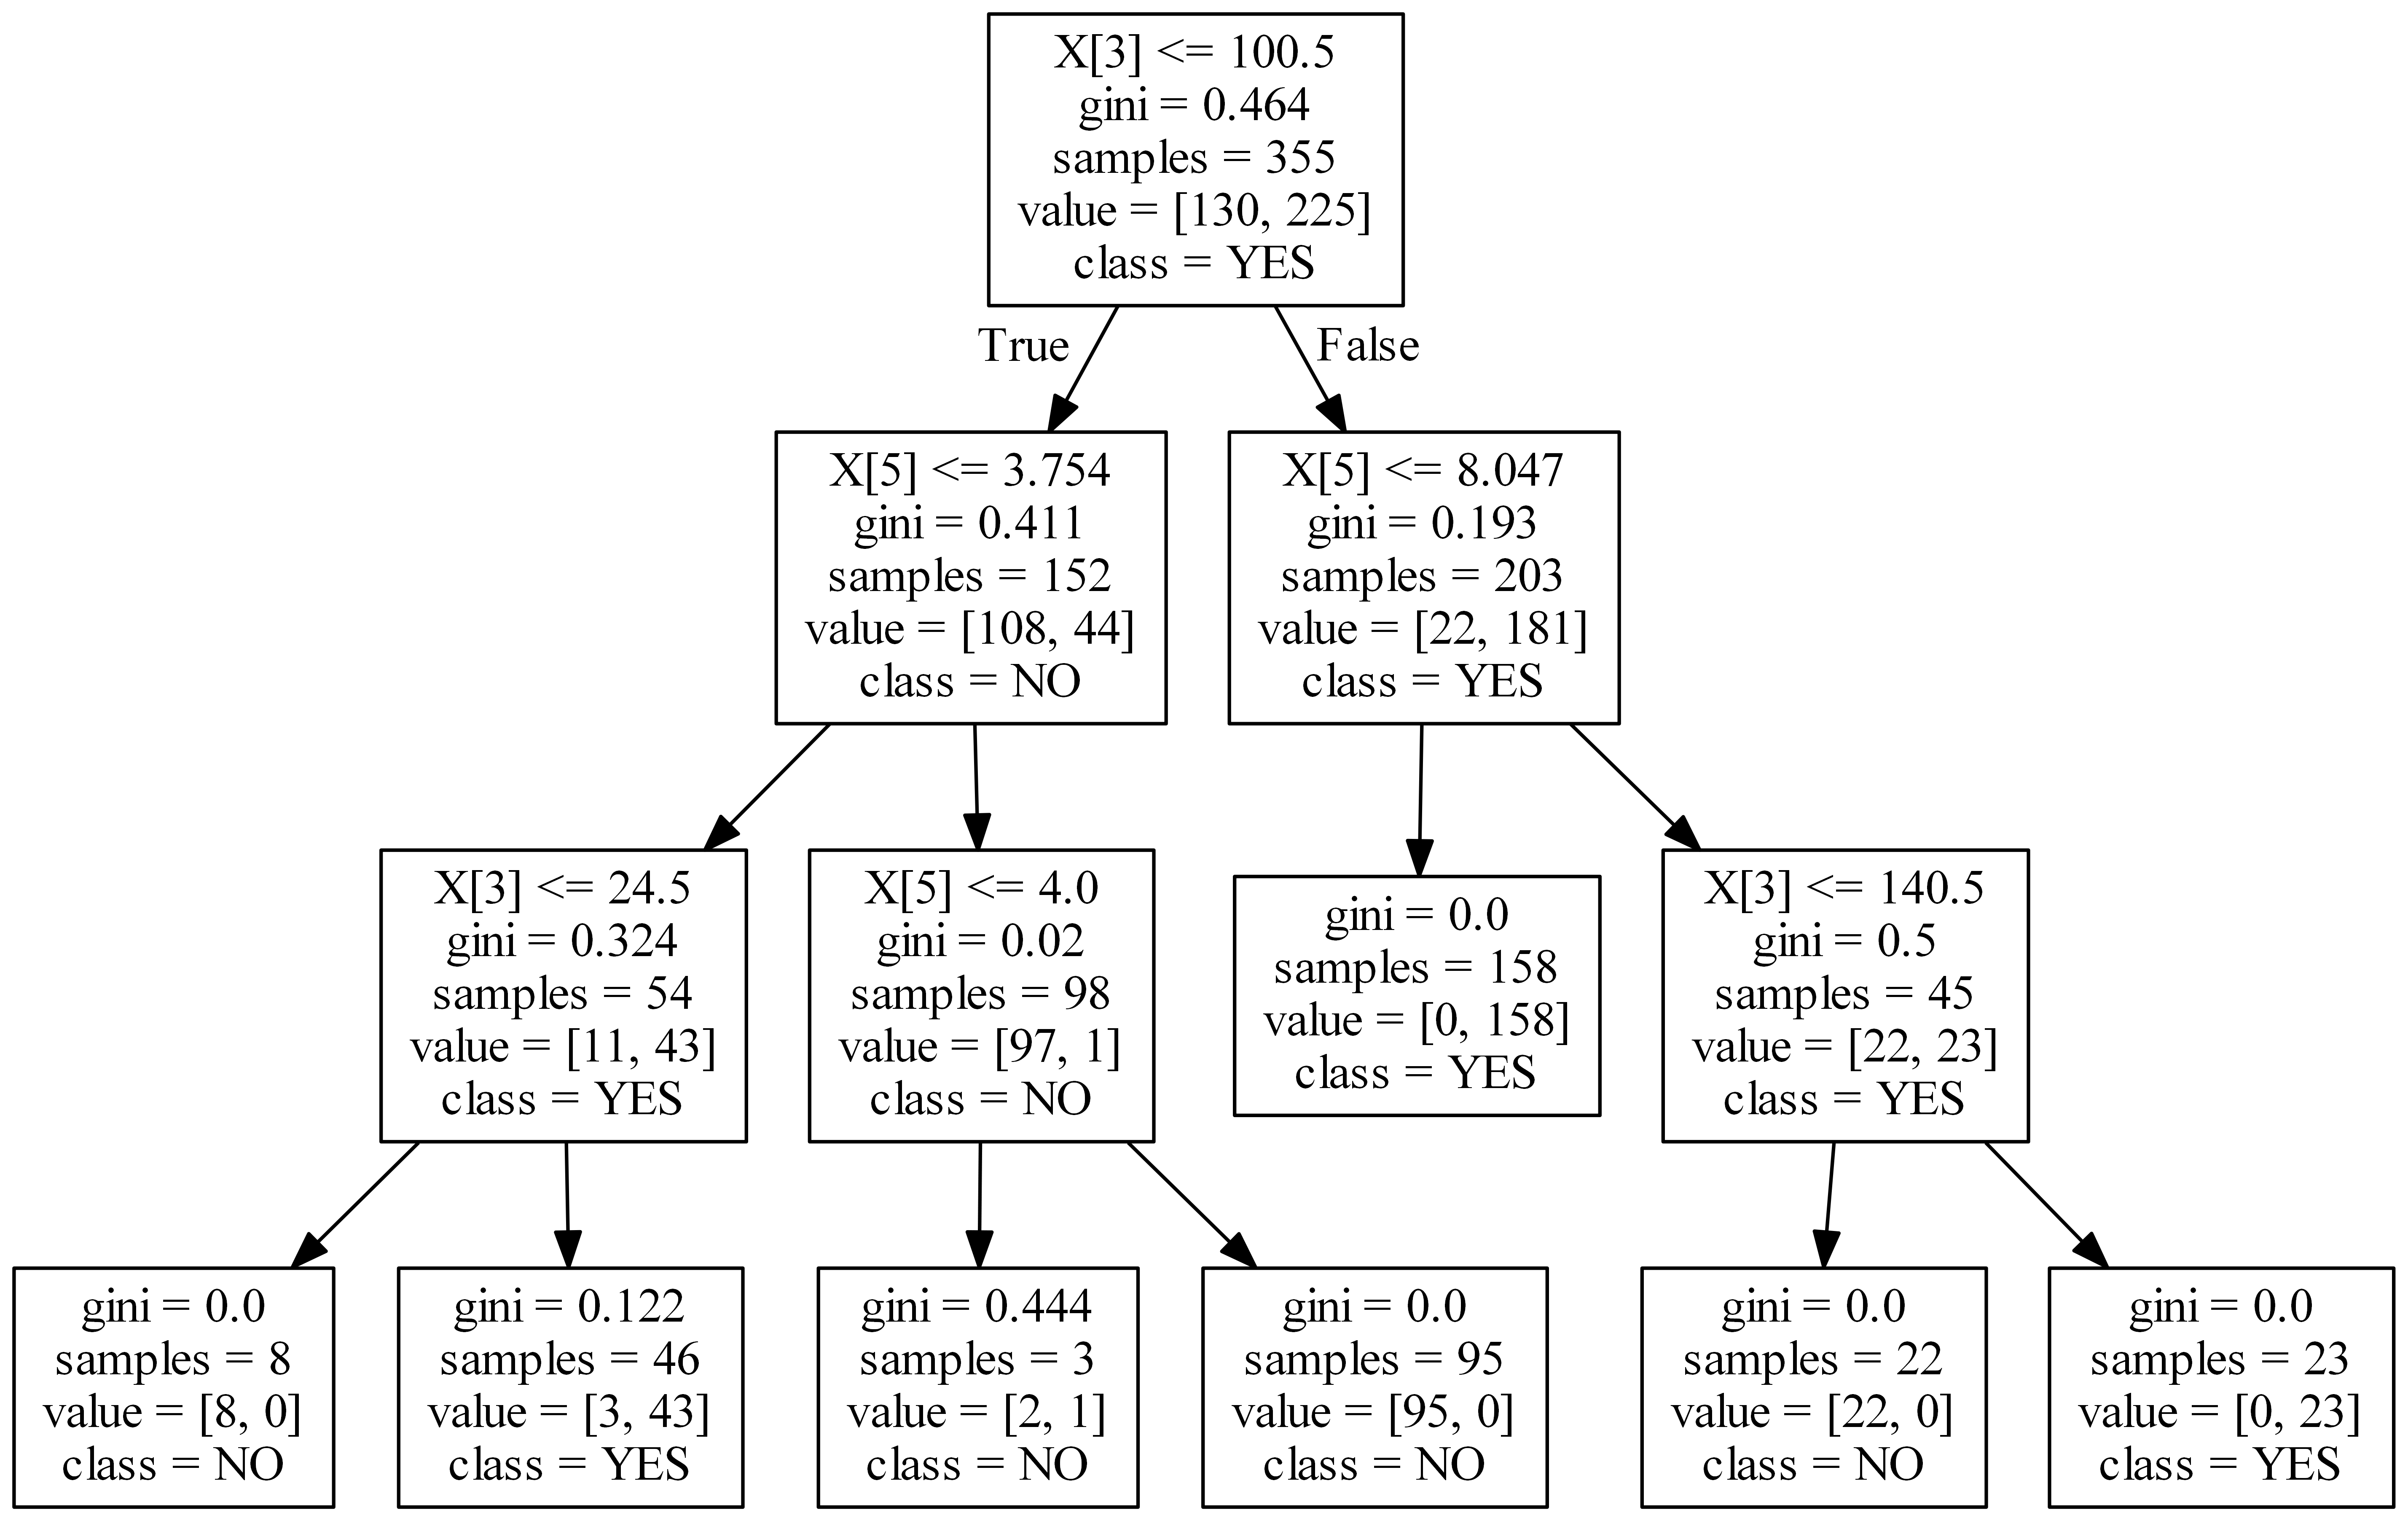 X[3] <= 100.5
gini = 0.464
samples = 355
value = [130, 225]
class = YES
True
False
X[5] <= 3.754
gini = 0.411
samples = 152
value = [108, 44]
class = NO
X[5] <= 8.047
gini = 0.193
samples = 203
value = [22, 181]
class = YES
X[3] <= 24.5
gini = 0.324
samples = 54
value = [11, 43]
class = YES
X[5] <= 4.0
gini = 0.02
samples = 98
value = [97, 1]
class = NO
gini = 0.0
samples = 158
value = [0, 158]
class = YES
X[3] <= 140.5
gini = 0.5
samples = 45
value = [22, 23]
class = YES
gini = 0.0
samples = 8
value = [8, 0]
class = NO
gini = 0.122
samples = 46
value = [3, 43]
class = YES
gini = 0.444
samples = 3
value = [2, 1]
class = NO
gini = 0.0
samples = 95
value = [95, 0]
class = NO
gini = 0.0
samples = 22
value = [22, 0]
class = NO
gini = 0.0
samples = 23
value = [0, 23]
class = YES